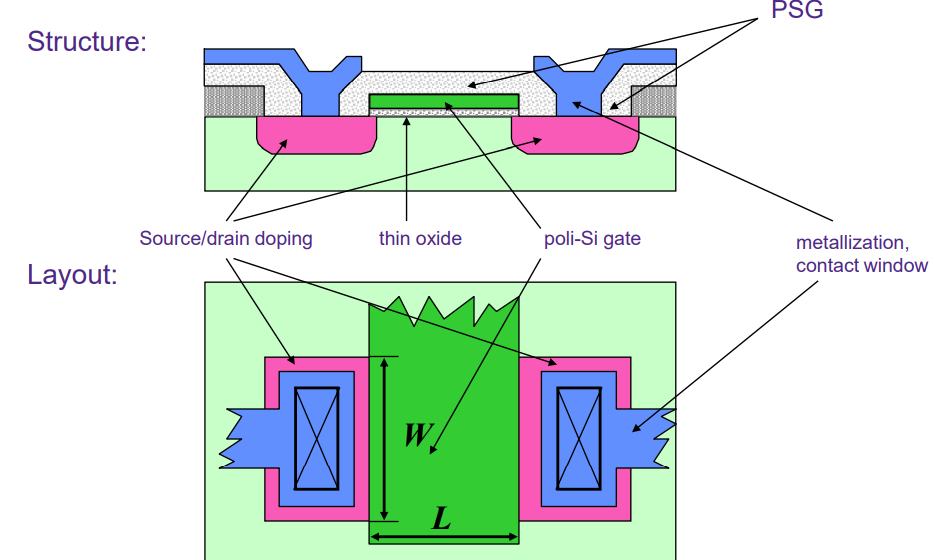 PSG
Structure:
Source/drain doping
thin oxide
poli-Si gate
metallization,
contact window
Layout:
W
L